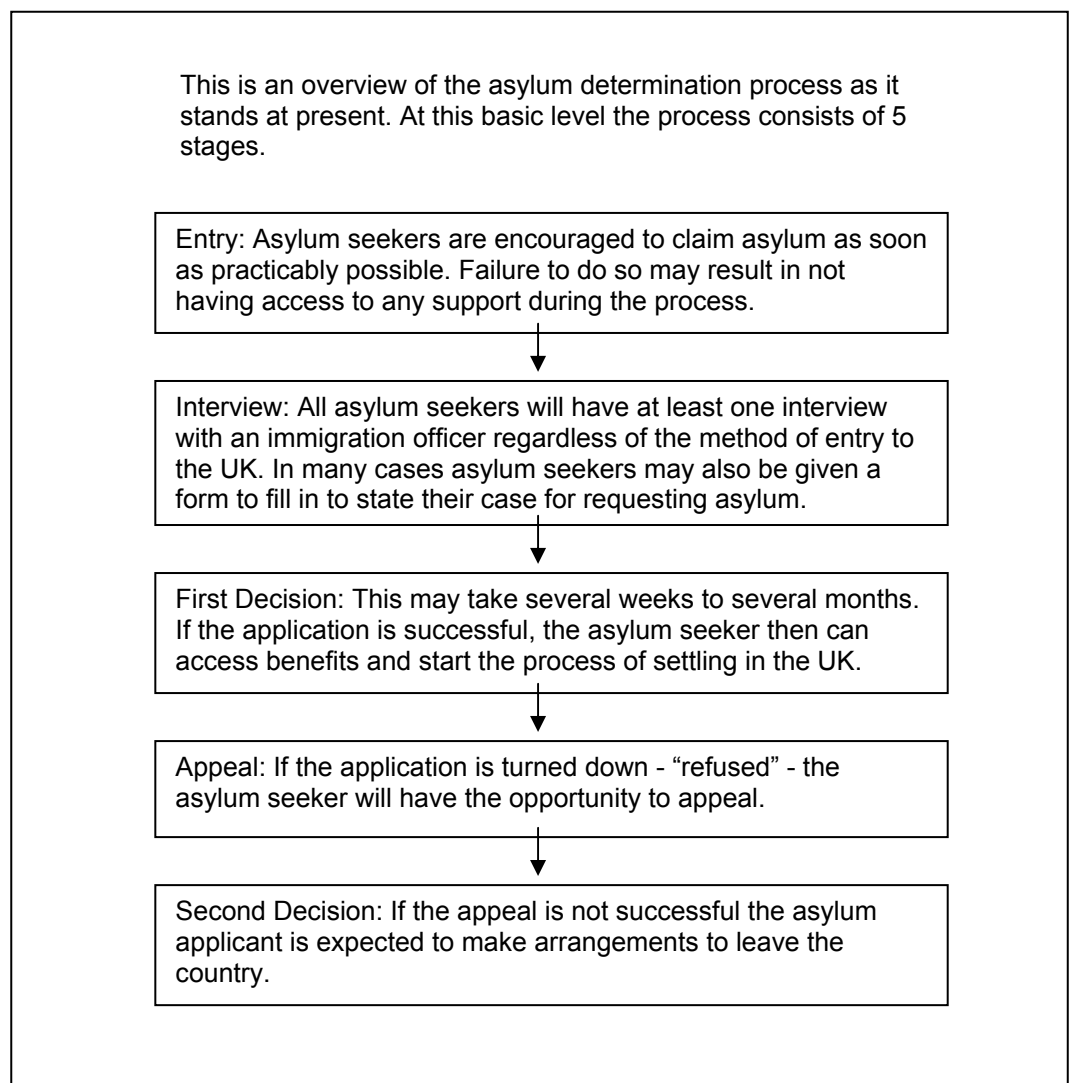 This is an overview of the asylum determination process as it
stands at present. At this basic level the process consists of 5
stages.
Entry: Asylum seekers are encouraged to claim asylum as soon
as practicably possible. Failure to do so may result in not
having access to any support during the process.
Interview: All asylum seekers will have at least one interview
with an immigration officer regardless of the method of entry to
the UK. In many cases asylum seekers may also be given a
form to fill in to state their case for requesting asylum.
First Decision: This may take several weeks to several months.
If the application is successful, the asylum seeker then can
access benefits and start the process of settling in the UK.
Appeal: If the application is turned down - “refused” - the
asylum seeker will have the opportunity to appeal.
Second Decision: If the appeal is not successful the asylum
applicant is expected to make arrangements to leave the
country.